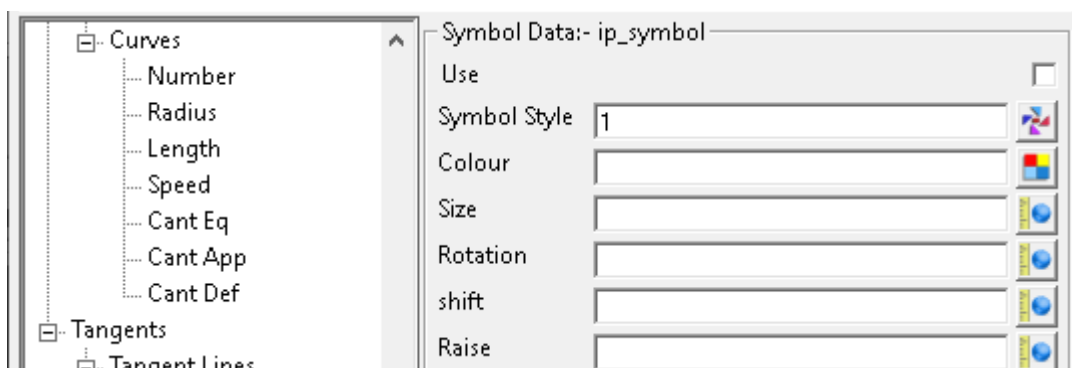 Curves
Number
Radius
Length
Speed
Cant Eq
Cant App
Cant Def
Tangents
Tangent Lines
Symbol Data:- ip_symbol
Use
Symbol Style 1
Colour
Size
Rotation
shift
Raise